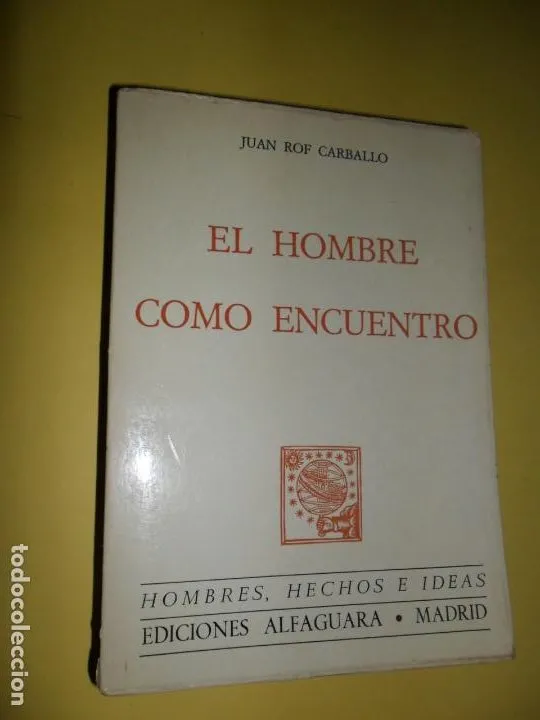 JUAN ROF CARBALLO
EL HOMBRE
COMO ENCUENTRO
HOMBRES, HECHOS E IDEAS
EDICIONES ALFAGUARA • MADRID
todocoleccion